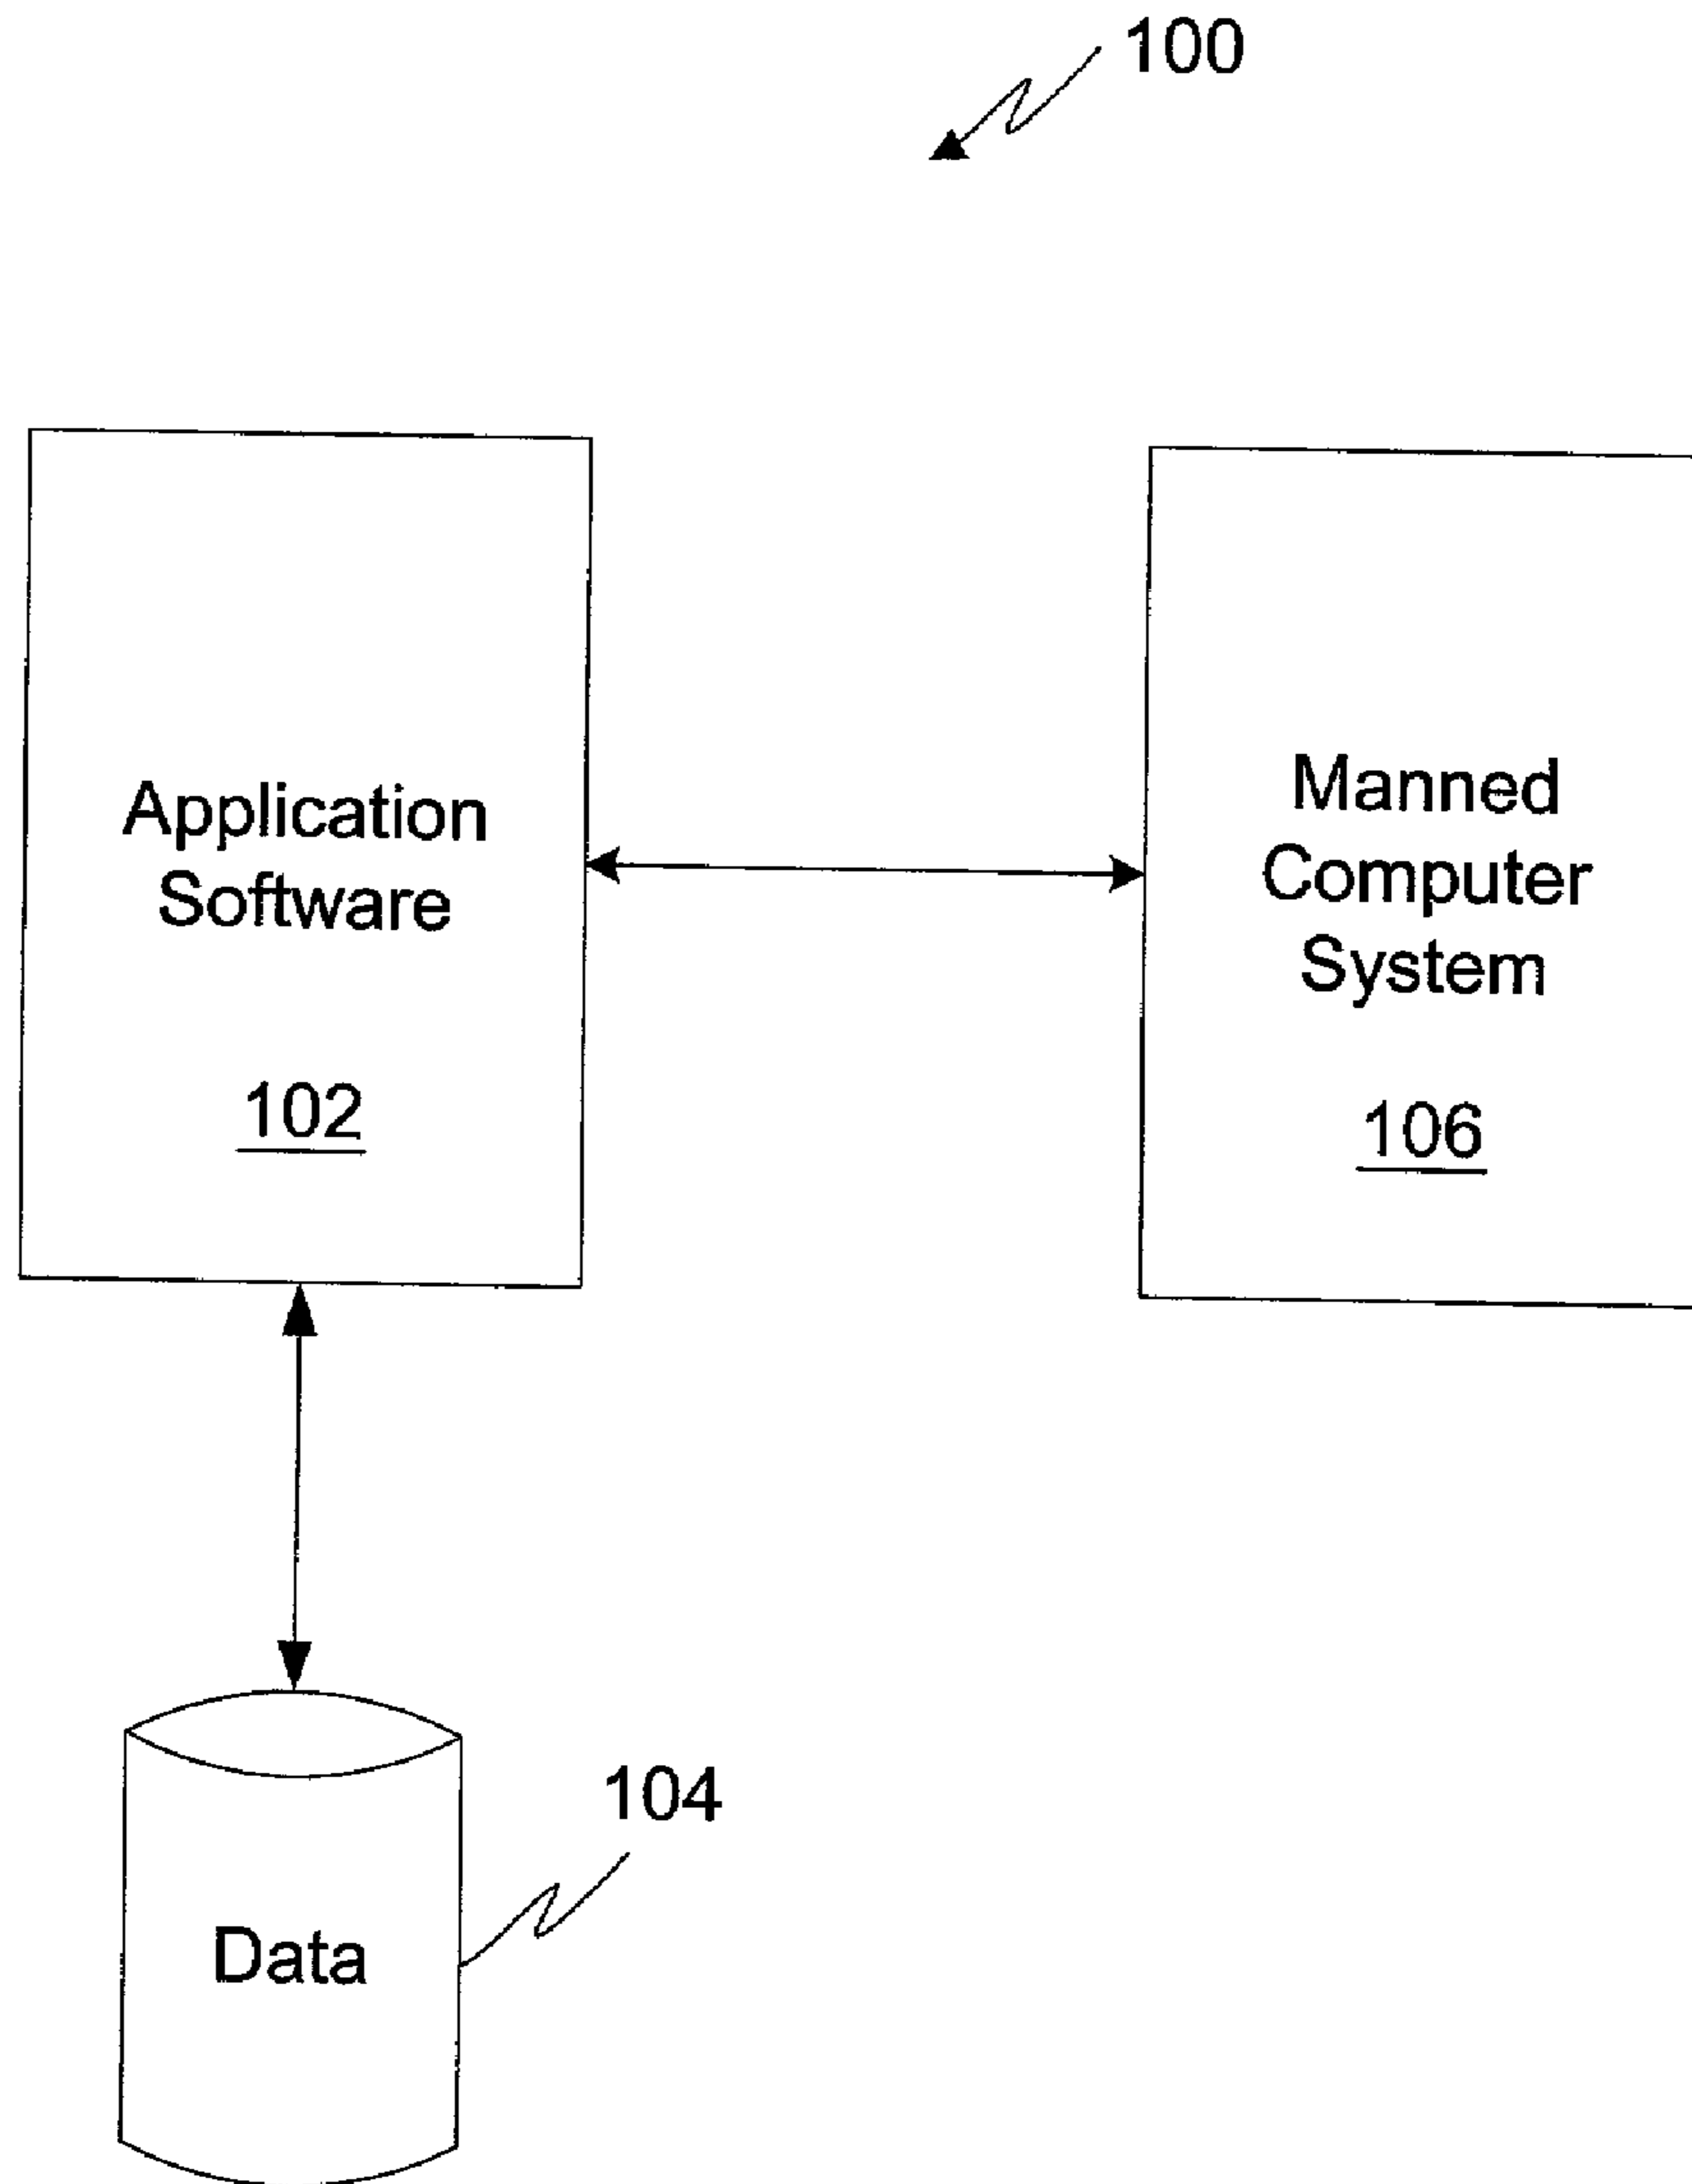 100
Application
Software
102
Manned
Computer
System
106
104
Data